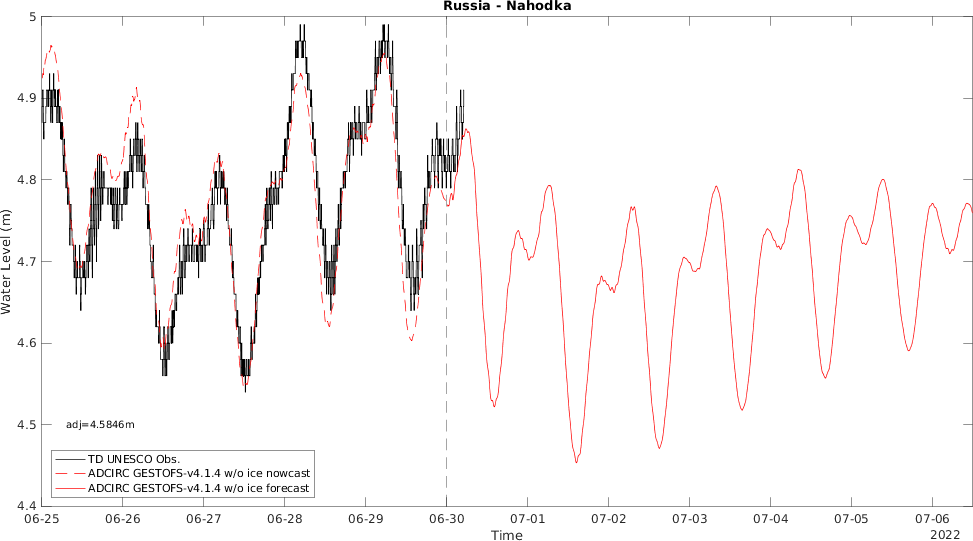 Russia - Nahodka
Water Level (m)
5
4.9
4.8
4.7
4.6
4.5
4.4
adj=4.5846m
TD UNESCO Obs.
ADCIRC GESTOFS-v4.1.4 w/o ice nowcast
ADCIRC GESTOFS-v4.1.4 w/o ice forecast
06-25 06-26 06-27 06-28 06-29 06-30 07-01 07-02 07-03 07-04 07-05 07-06
Time
2022